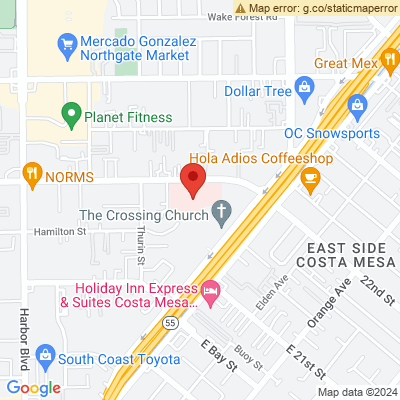 Map error: g.co/staticmaperror
Wake Forest Rd
Mercado Gonzalez
Northgate Market
Great Mex
Dollar Tree
Planet Fitness
OC Snowsports
Hola Adios Coffeeshop
NORMS
The Crossing Church
Hamilton St
Thurin St
EAST SIDE
COSTA MESA
22nd St
Holiday Inn Express
& Suites Costa Mesa...
Elden Ave
Orange Ave
55
Harbor Blvd
South Coast Toyota
E Bay St
Buoy St
E 21st St
Google
Map data ©2024